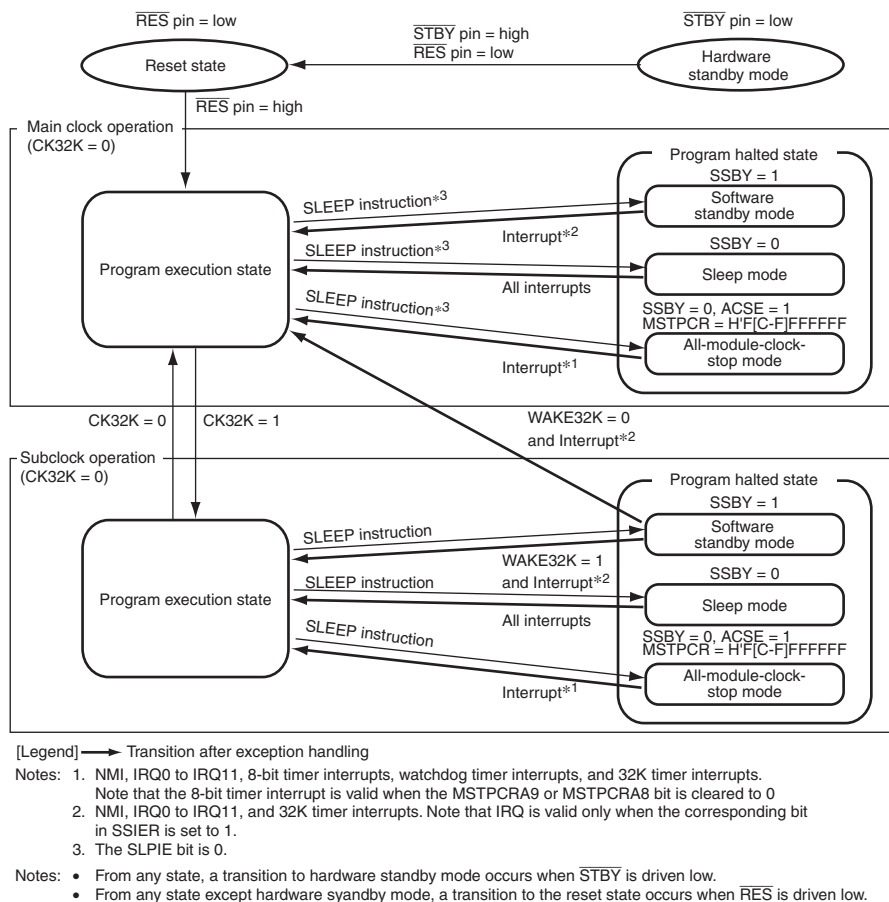 RES pin = low
STBY pin = low
Reset state
STBY pin = high
RES pin = low
Hardware
standby mode
RES pin = high
Main clock operation
(CK32K = 0)
Program halted state
SSBY = 1
Program execution state
SLEEP instruction*3
Software
standby mode
Interrupt*2
SSBY = 0
SLEEP instruction*3
Sleep mode
All interrupts
SSBY = 0, ACSE = 1
MSTPCR = H'F[C-F]FFFFFF
SLEEP instruction*3
All-module-clock-
stop mode
Interrupt*1
CK32K = 0
CK32K = 1
WAKE32K = 0
and Interrupt*2
Subclock operation
(CK32K = 0)
Program halted state
SSBY = 1
Program execution state
SLEEP instruction
Software
standby mode
WAKE32K = 1
and Interrupt*2
SSBY = 0
SLEEP instruction
Sleep mode
All interrupts
SSBY = 0, ACSE = 1
MSTPCR = H'F[C-F]FFFFFF
SLEEP instruction
All-module-clock-
stop mode
Interrupt*1
[Legend] Transition after exception handling
Notes: 1. NMI, IRQ0 to IRQ11, 8-bit timer interrupts, watchdog timer interrupts, and 32K timer interrupts.
Note that the 8-bit timer interrupt is valid when the MSTPCRA9 or MSTPCRA8 bit is cleared to 0
2. NMI, IRQ0 to IRQ11, and 32K timer interrupts. Note that IRQ is valid only when the corresponding bit
in SSIER is set to 1.
3. The SLPIE bit is 0.
Notes: • From any state, a transition to hardware standby mode occurs when STBY is driven low.
• From any state except hardware syandby mode, a transition to the reset state occurs when RES is driven low.